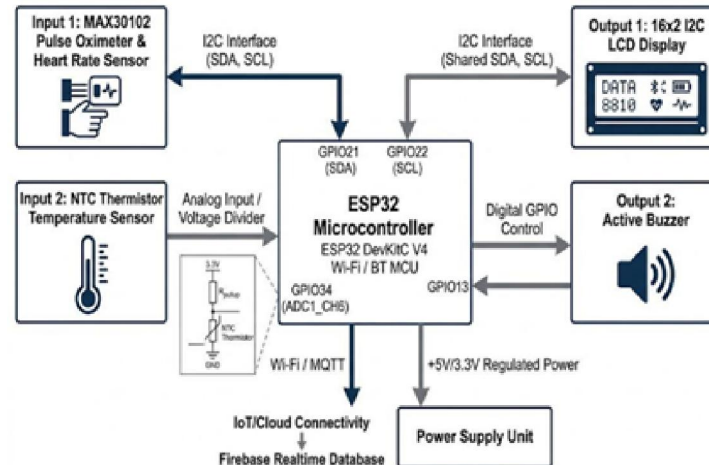 Input 1: MAX30102
Pulse Oximeter &
Heart Rate Sensor
I2C Interface
(SDA, SCL)
I2C Interface
(Shared SDA, SCL)
Output 1: 16x2 I2C
LCD Display
DATA
8810
GPIO21
(SDA)
GPIO22
(SCL)
Input 2: NTC Thermistor
Temperature Sensor
Analog Input /
Voltage Divider
ESP32
Microcontroller
ESP32 DevKitC V4
Wi-Fi / BT MCU
Digital GPIO
Control
Output 2:
Active Buzzer
GPIO34
(ADC1_CH6)
GPIO13
3.3V
Rpullup
NTC
Thermistor
GND
Wi-Fi / MQTT
+5V/3.3V Regulated Power
IoT/Cloud Connectivity
Firebase Realtime Database
Power Supply Unit